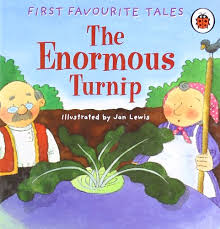 FIRST FAVOURITE TALES
The
Enormous
Turnip
Illustrated by Jan Lewis